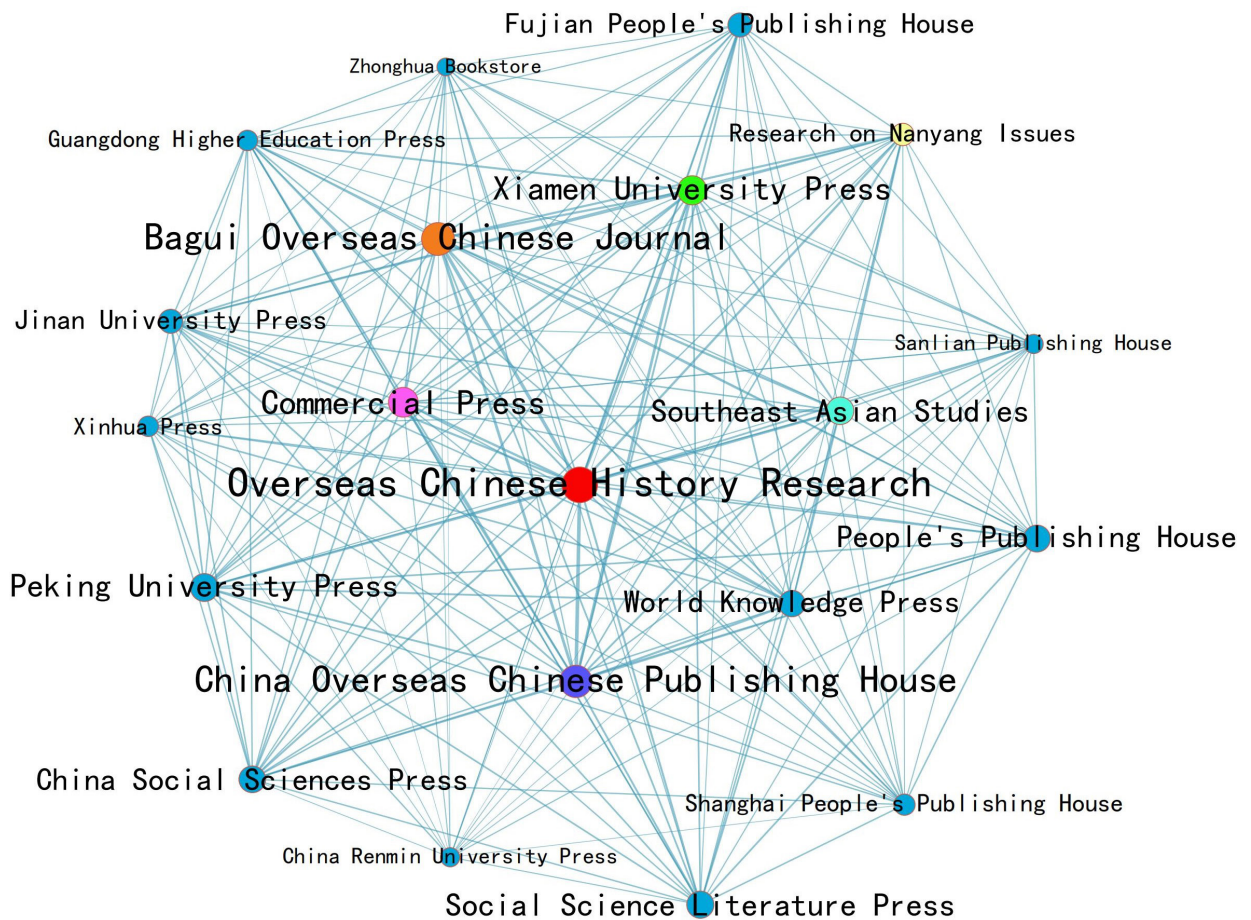 Fujian People's Publishing House
Zhonghua Bookstore
Research on Nanyang Issues
Guangdong Higher Education Press
Xiamen University Press
Bagui Overseas Chinese Journal
Jinan University Press
Sanlian Publishing House
Commercial Press
Southeast Asian Studies
Xinhua Press
Overseas Chinese History Research
People's Publishing House
Peking University Press
World Knowledge Press
China Overseas Chinese Publishing House
China Social Sciences Press
Shanghai People's Publishing House
China Renmin University Press
Social Science Literature Press